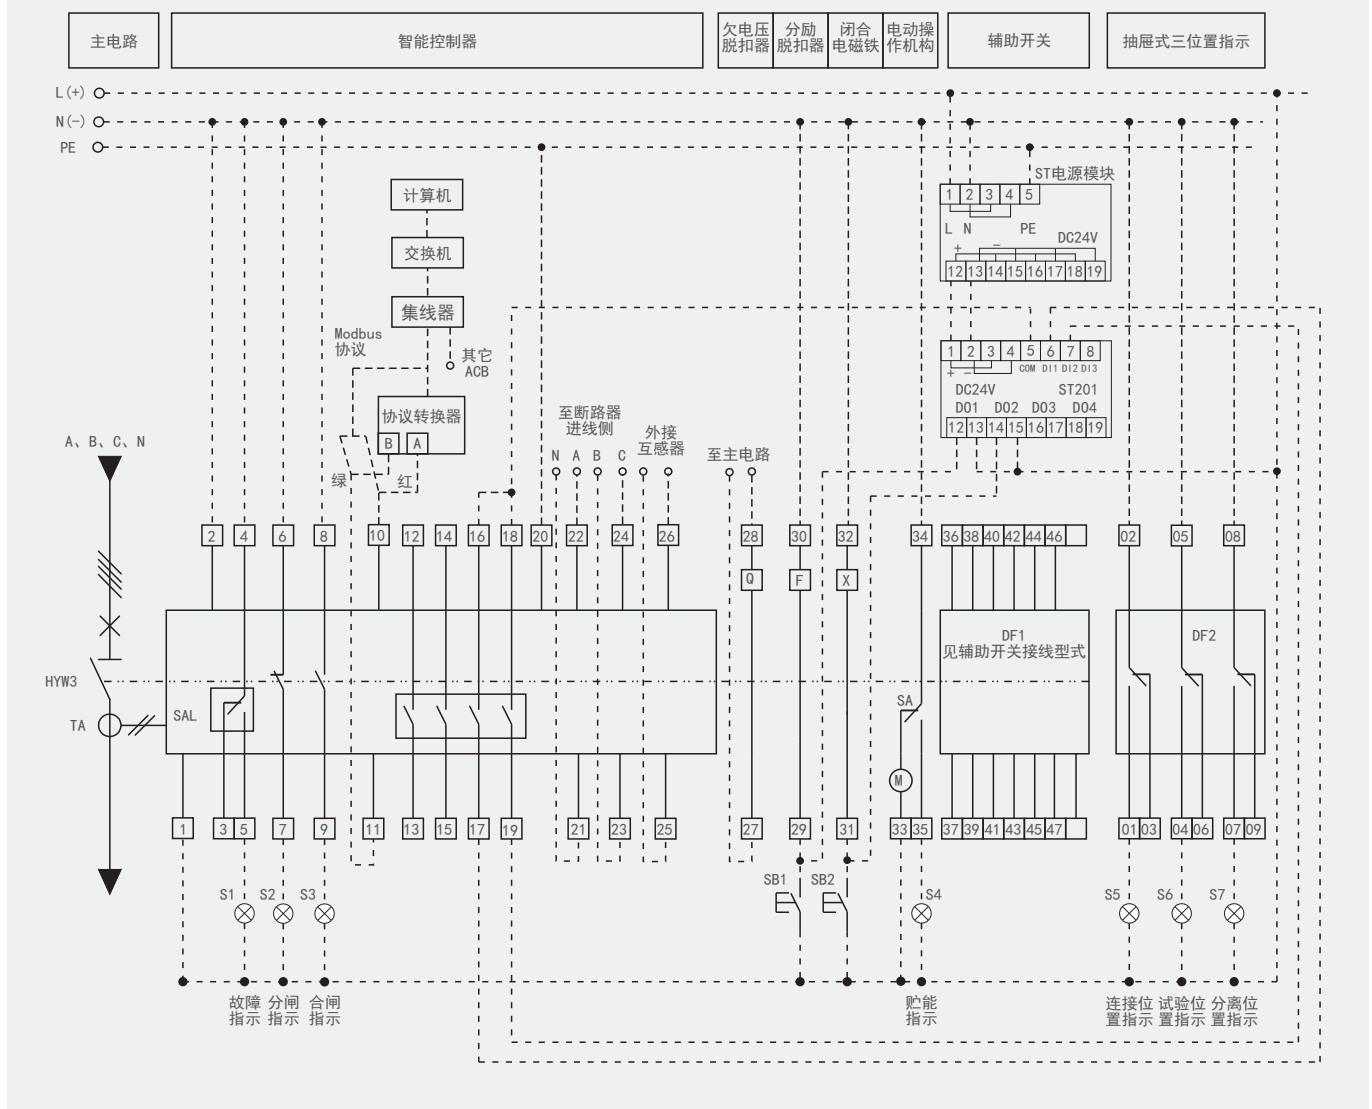 主电路
智能控制器
欠电压
脱扣器
分励
脱扣器
闭合
电磁铁
电动操
作机构
辅助开关
抽屉式三位置指示
L(+)
N(-)
PE
ST电源模块
1 2 3 4 5
L N PE
DC24V
+ -
12 13 14 15 16 17 18 19
计算机
交换机
集线器
Modbus
协议
其它
ACB
协议转换器
B A
绿
红
1 2 3 4 5 6 7 8
+ - COM DI1 DI2 DI3
DC24V ST201
DO1 DO2 DO3 DO4
12 13 14 15 16 17 18 19
至断路器
进线侧
N A B C
外接
互感器
至主电路
A、B、C、N
2 4 6 8 10 12 14 16 18 20 22 24 26 28 30 32 34 36 38 40 42 44 46 02 05 08
Q F X
DF1
见辅助开关接线型式
DF2
HYW3
TA
SAL
SA
M
1 3 5 7 9 11 13 15 17 19 21 23 25 27 29 31 33 35 37 39 41 43 45 47 01 03 04 06 07 09
SB1 SB2
S1 S2 S3 S4 S5 S6 S7
故障
指示
分闸
指示
合闸
指示
贮能
指示
连接位
置指示
试验位
置指示
分离位
置指示